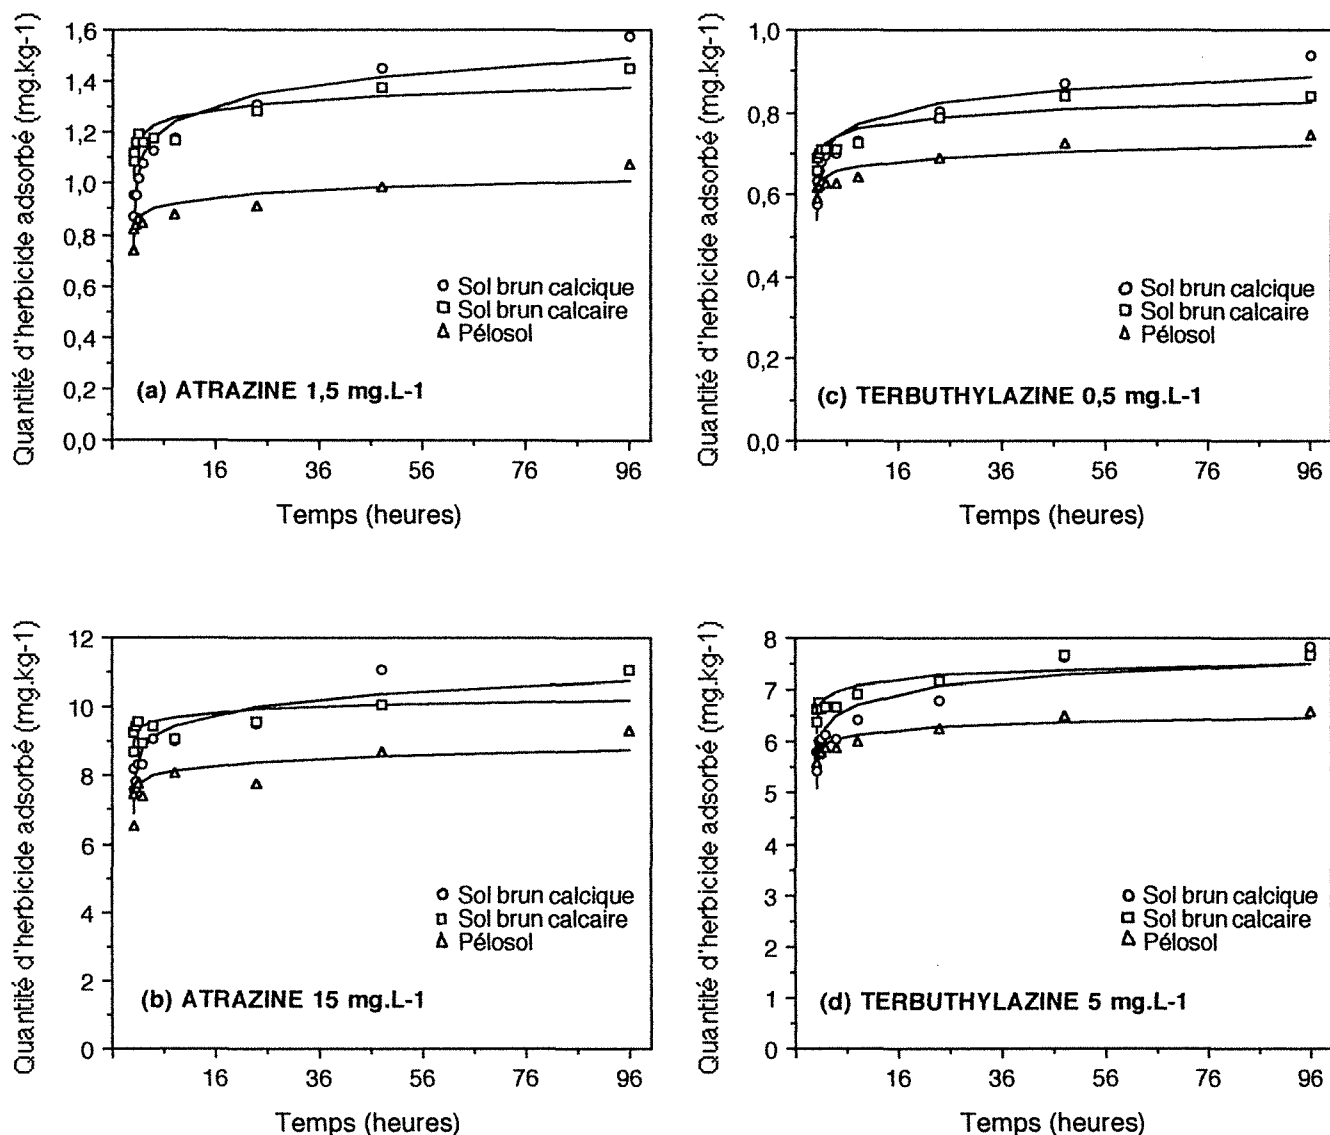 Quantité d'herbicide adsorbé (mg.kg-1)
1,6
1,4
1,2
1,0
0,8
0,6
0,4
0,2
0,0
○ Sol brun calcique
□ Sol brun calcaire
△ Pélosol
(a) ATRAZINE 1,5 mg.L-1
16 36 56 76 96
Temps (heures)
Quantité d'herbicide adsorbé (mg.kg-1)
1,0
0,8
0,6
0,4
0,2
0,0
○ Sol brun calcique
□ Sol brun calcaire
△ Pélosol
(c) TERBUTHYLAZINE 0,5 mg.L-1
16 36 56 76 96
Temps (heures)
Quantité d'herbicide adsorbé (mg.kg-1)
12
10
8
6
4
2
0
○ Sol brun calcique
□ Sol brun calcaire
△ Pélosol
(b) ATRAZINE 15 mg.L-1
16 36 56 76 96
Temps (heures)
Quantité d'herbicide adsorbé (mg.kg-1)
8
7
6
5
4
3
2
1
0
○ Sol brun calcique
□ Sol brun calcaire
△ Pélosol
(d) TERBUTHYLAZINE 5 mg.L-1
16 36 56 76 96
Temps (heures)